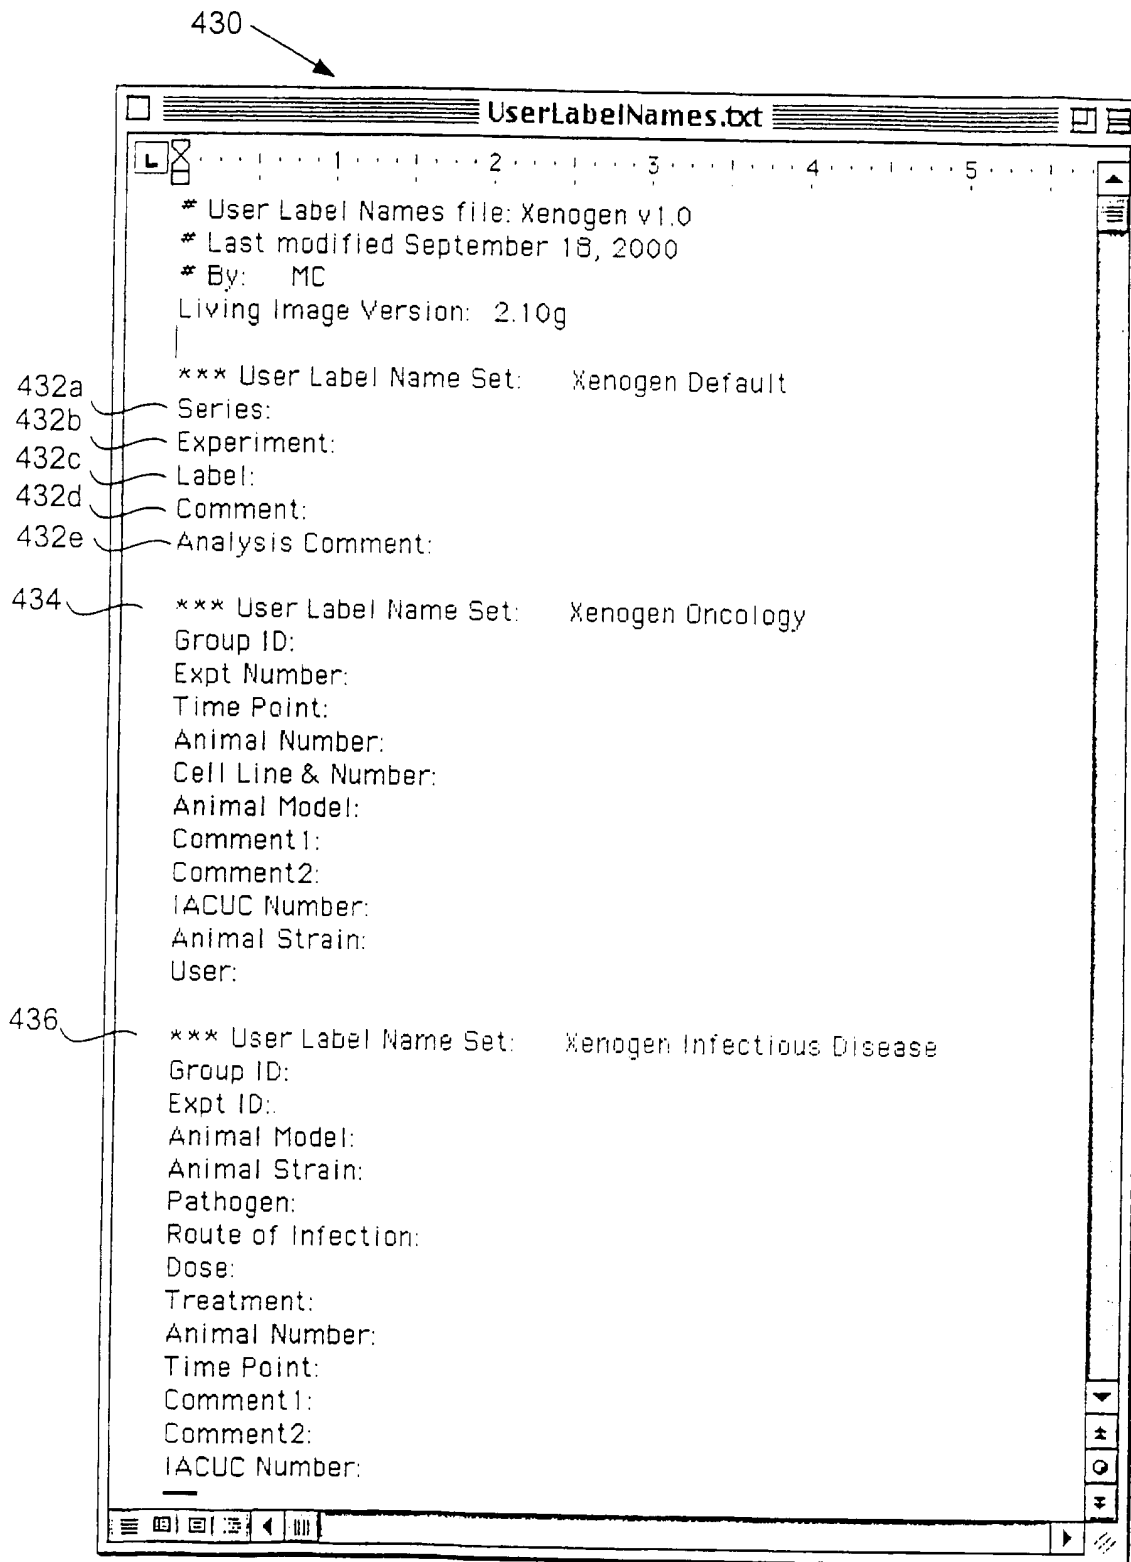 430
UserLabelNames.txt
L 1 2 3 4 5
# User Label Names file: Xenogen v1.0
# Last modified September 18, 2000
# By: MC
Living Image Version: 2.10g
*** User Label Name Set: Xenogen Default
432a Series:
432b Experiment:
432c Label:
432d Comment:
432e Analysis Comment:
434 *** User Label Name Set: Xenogen Oncology
Group ID:
Expt Number:
Time Point:
Animal Number:
Cell Line & Number:
Animal Model:
Comment1:
Comment2:
IACUC Number:
Animal Strain:
User:
436 *** User Label Name Set: Xenogen Infectious Disease
Group ID:
Expt ID:
Animal Model:
Animal Strain:
Pathogen:
Route of Infection:
Dose:
Treatment:
Animal Number:
Time Point:
Comment1:
Comment2:
IACUC Number: